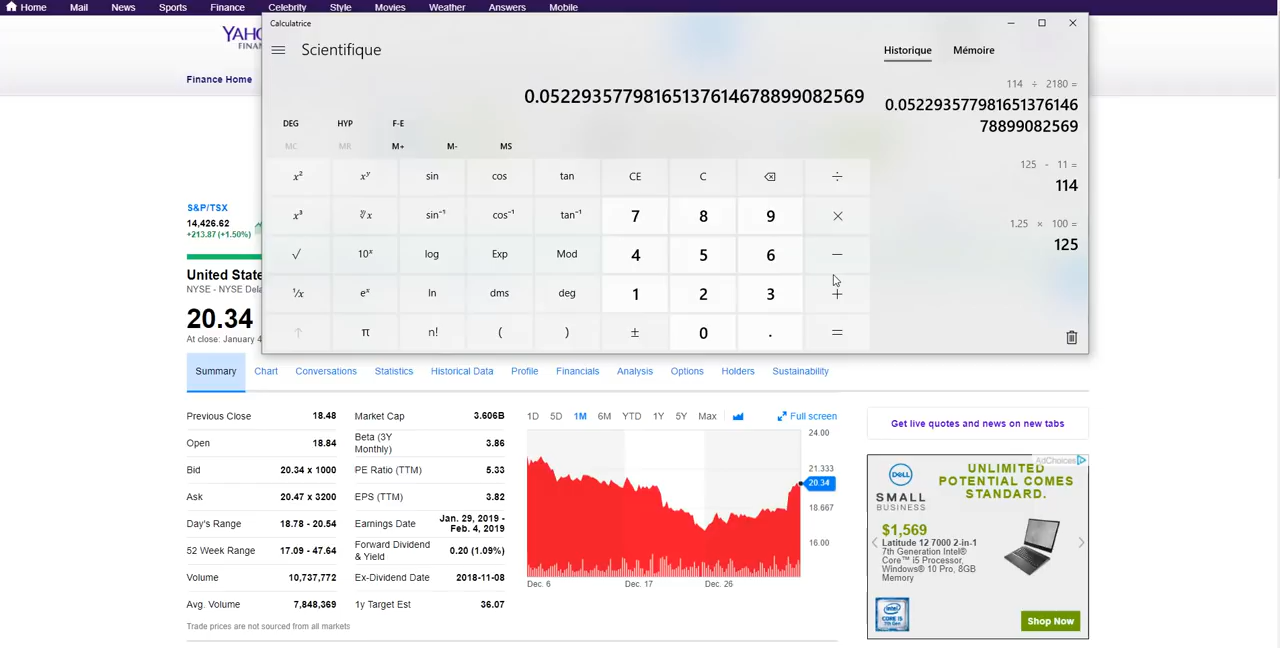 Home Mail News Sports Finance Celebrity Style Movies Weather Answers Mobile
Calculatrice
Scientifique
Historique Mémoire
Finance Home
0.05229357798165137614678899082569
114 ÷ 2180 =
0.052293577981651376146
78899082569
125 - 11 =
114
1.25 × 100 =
125
DEG HYP F-E
MC MR M+ M- MS
x² xʸ sin cos tan CE C ⌫ ÷
x³ ʸ√x sin⁻¹ cos⁻¹ tan⁻¹ 7 8 9 ×
√ 10ˣ log Exp Mod 4 5 6 −
¹/x eˣ ln dms deg 1 2 3 +
↑ π n! ( ) ± 0 . =
S&P/TSX
14,426.62
+213.87 (+1.50%)
United State
NYSE - NYSE Dela
20.34
At close: January 4
Summary Chart Conversations Statistics Historical Data Profile Financials Analysis Options Holders Sustainability
Previous Close 18.48
Open 18.84
Bid 20.34 x 1000
Ask 20.47 x 3200
Day's Range 18.78 - 20.54
52 Week Range 17.09 - 47.64
Volume 10,737,772
Avg. Volume 7,848,369
Trade prices are not sourced from all markets
Market Cap 3.606B
Beta (3Y
Monthly) 3.86
PE Ratio (TTM) 5.33
EPS (TTM) 3.82
Earnings Date Jan. 29, 2019 -
Feb. 4, 2019
Forward Dividend
& Yield 0.20 (1.09%)
Ex-Dividend Date 2018-11-08
1y Target Est 36.07
1D 5D 1M 6M YTD 1Y 5Y Max Full screen
24.00
21.333
20.34
18.667
16.00
Dec. 6 Dec. 17 Dec. 26
Get live quotes and news on new tabs
AdChoices
DELL
SMALL
BUSINESS
UNLIMITED
POTENTIAL COMES
STANDARD.
$1,569
Latitude 12 7000 2-in-1
7th Generation Intel®
Core™ i5 Processor,
Windows® 10 Pro, 8GB
Memory
Shop Now